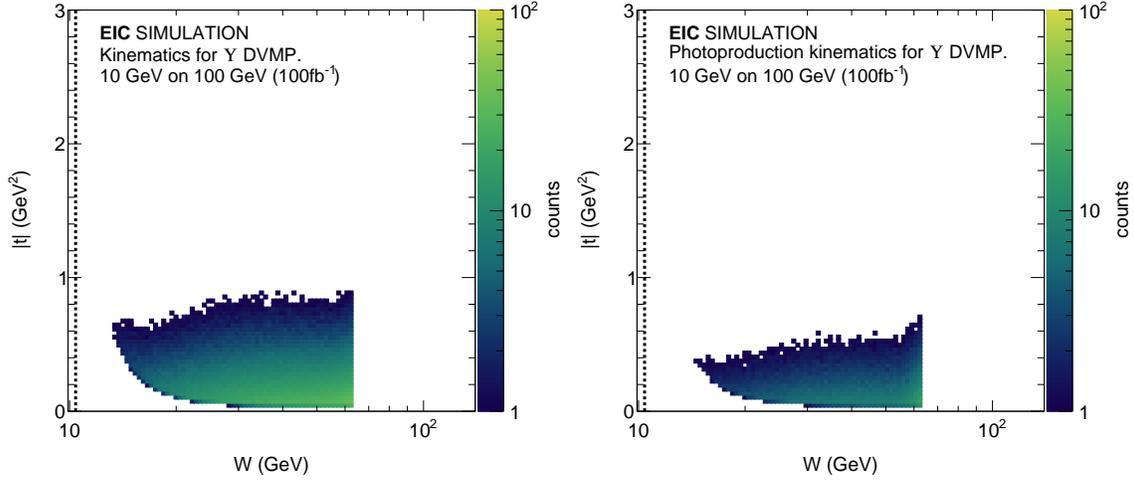 EIC SIMULATION
Kinematics for ϒ DVMP.
10 GeV on 100 GeV (100fb⁻¹)
3
2
1
0
|t| (GeV²)
10
10²
W (GeV)
10²
10
1
counts
EIC SIMULATION
Photoproduction kinematics for ϒ DVMP.
10 GeV on 100 GeV (100fb⁻¹)
3
2
1
0
|t| (GeV²)
10
10²
W (GeV)
10²
10
1
counts